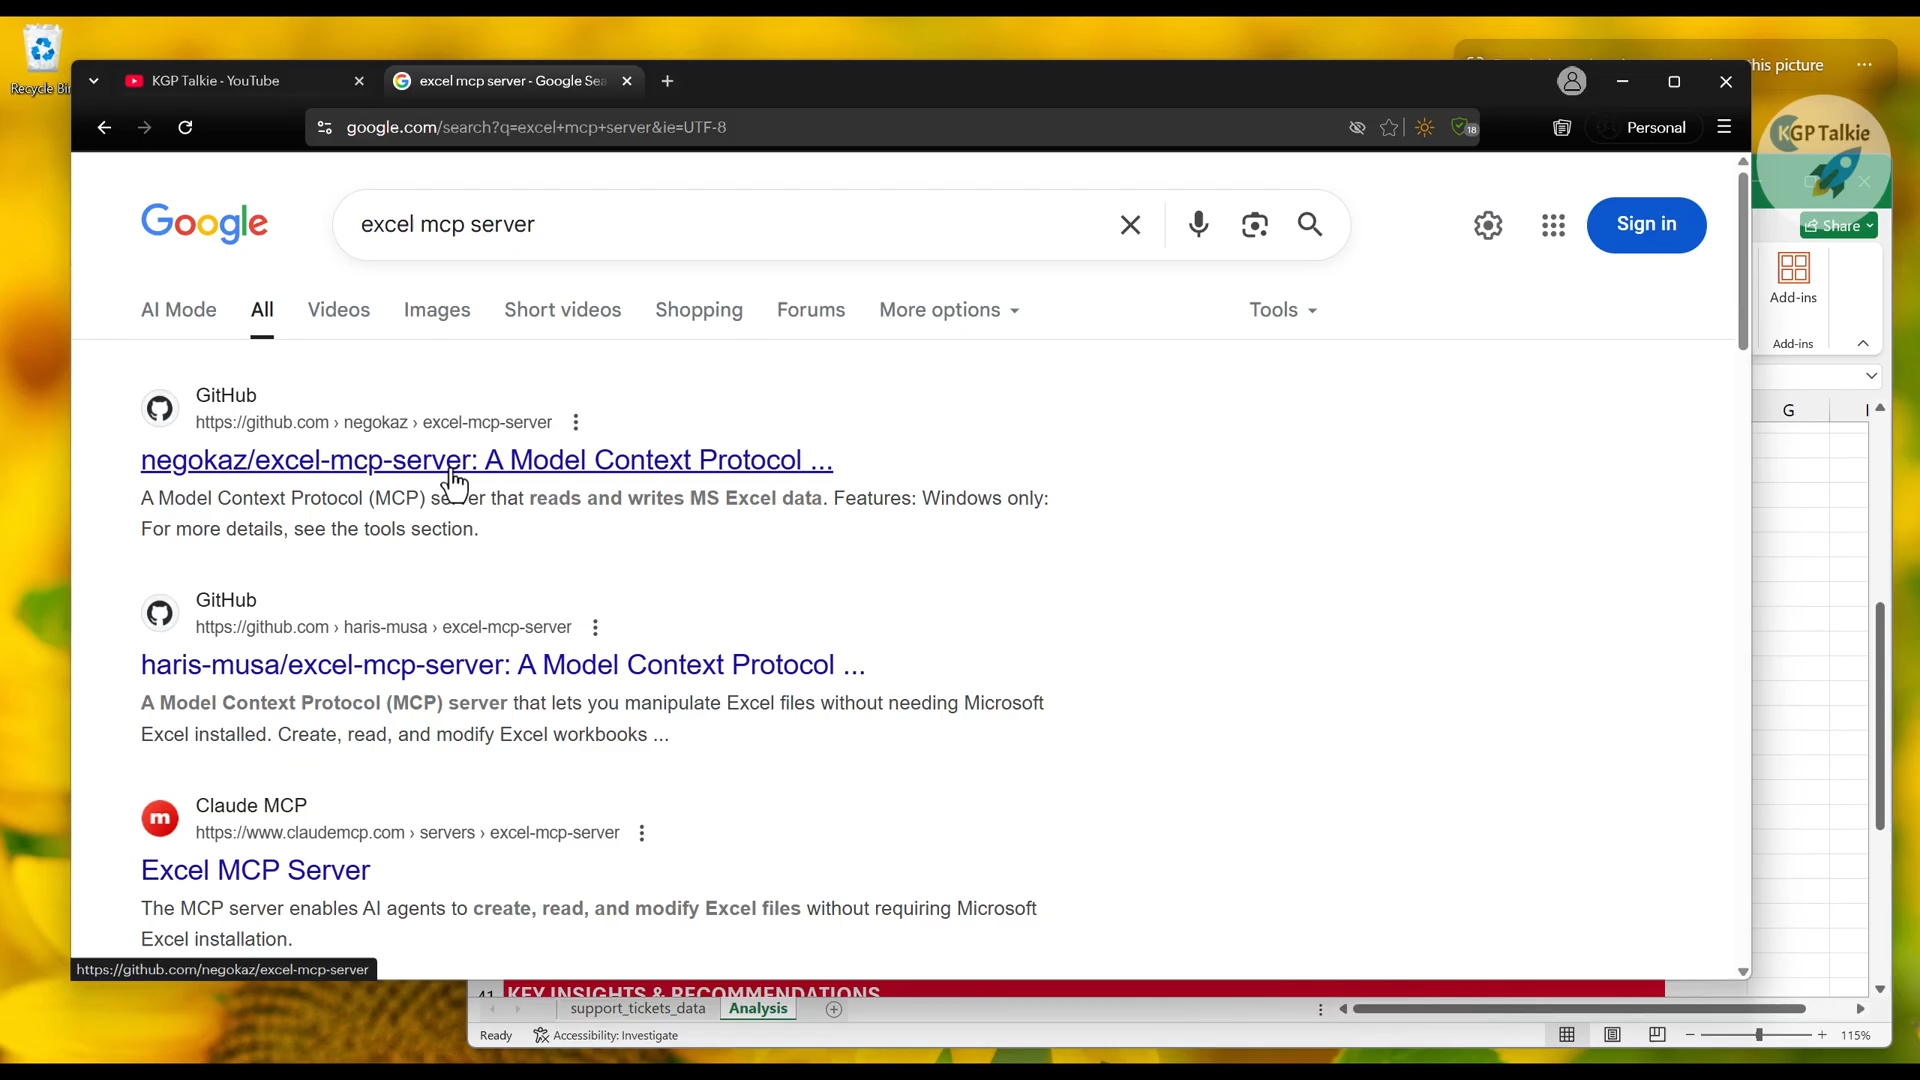 Recycle Bin
KGP Talkie - YouTube
excel mcp server - Google Sea
this picture
google.com/search?q=excel+mcp+server&ie=UTF-8
18
Personal
KGP Talkie
Google
excel mcp server
Sign in
Share
AI Mode
All
Videos
Images
Short videos
Shopping
Forums
More options
Tools
Add-ins
Add-ins
GitHub
https://github.com › negokaz › excel-mcp-server
negokaz/excel-mcp-server: A Model Context Protocol ...
A Model Context Protocol (MCP) server that reads and writes MS Excel data. Features: Windows only:
For more details, see the tools section.
G
GitHub
https://github.com › haris-musa › excel-mcp-server
haris-musa/excel-mcp-server: A Model Context Protocol ...
A Model Context Protocol (MCP) server that lets you manipulate Excel files without needing Microsoft
Excel installed. Create, read, and modify Excel workbooks ...
m
Claude MCP
https://www.claudemcp.com › servers › excel-mcp-server
Excel MCP Server
The MCP server enables AI agents to create, read, and modify Excel files without requiring Microsoft
Excel installation.
https://github.com/negokaz/excel-mcp-server
41 KEY INSIGHTS & RECOMMENDATIONS
support_tickets_data
Analysis
Ready
Accessibility: Investigate
115%